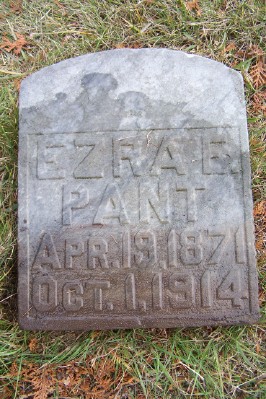 EZRA E.
PANT
APR. 19, 1871
OCT. 1, 1914.